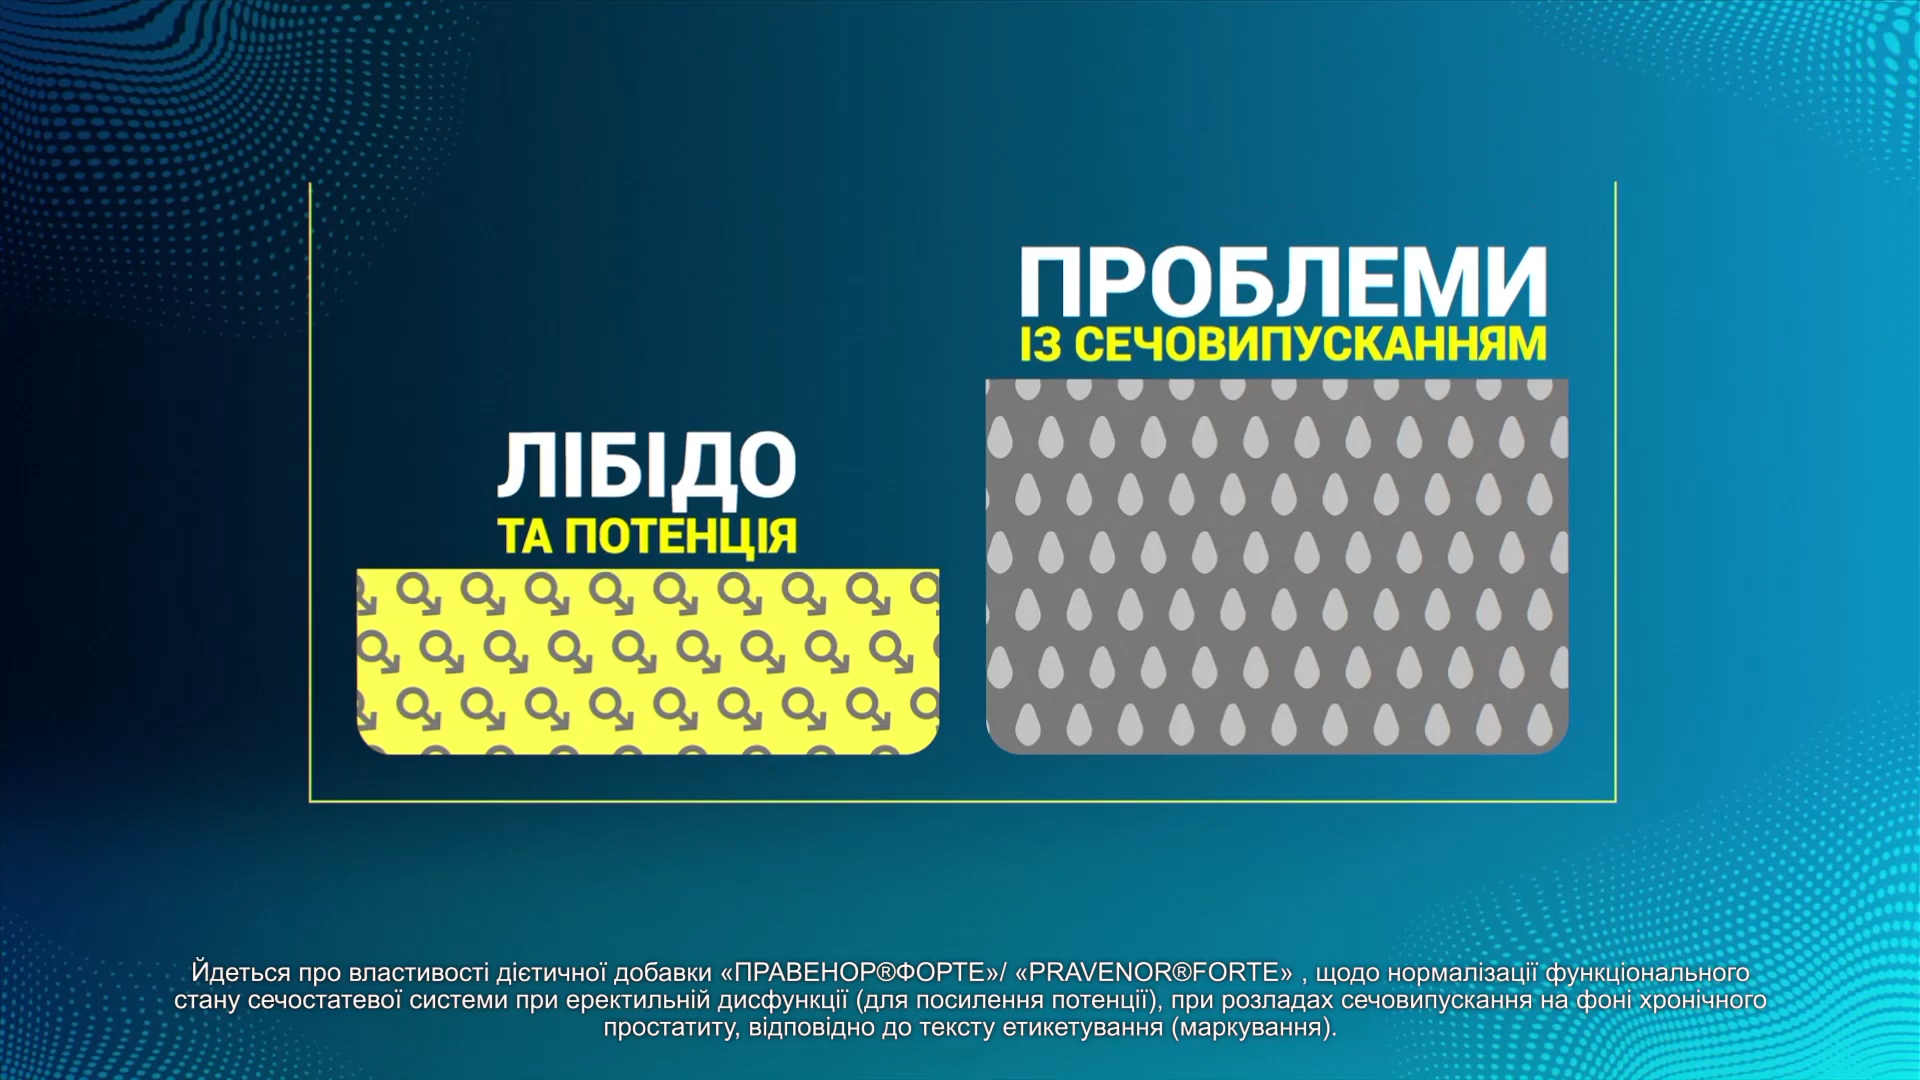 ПРОБЛЕМИ
ІЗ СЕЧОВИПУСКАННЯМ
ЛІБІДО
ТА ПОТЕНЦІЯ
Йдеться про властивості дієтичної добавки «ПРАВЕНОР®ФОРТЕ»/ «PRAVENOR®FORTE» , щодо нормалізації функціонального
стану сечостатевої системи при еректильній дисфункції (для посилення потенції), при розладах сечовипускання на фоні хронічного
простатиту, відповідно до тексту етикетування (маркування).